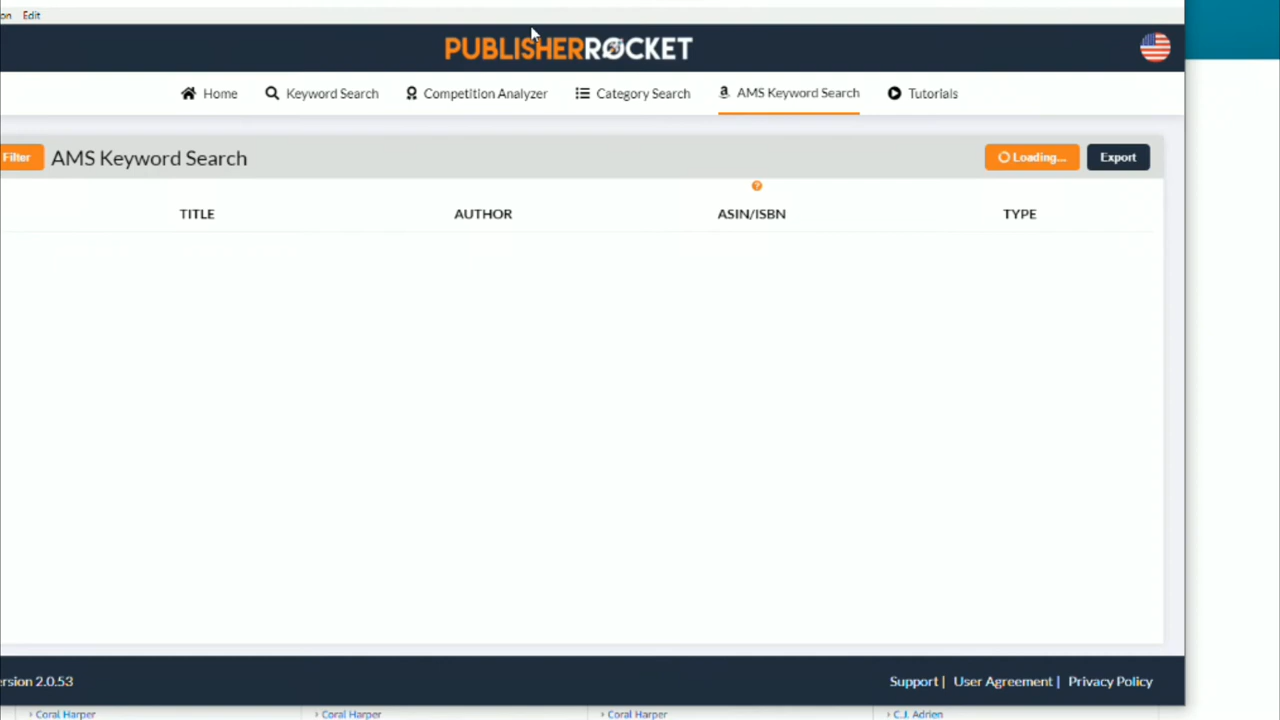 on Edit
PUBLISHERROCKET
Home Keyword Search Competition Analyzer Category Search AMS Keyword Search Tutorials
Filter AMS Keyword Search Loading... Export
?
TITLE AUTHOR ASIN/ISBN TYPE
ersion 2.0.53 Support | User Agreement | Privacy Policy
› Coral Harper › Coral Harper › Coral Harper › C.J. Adrien